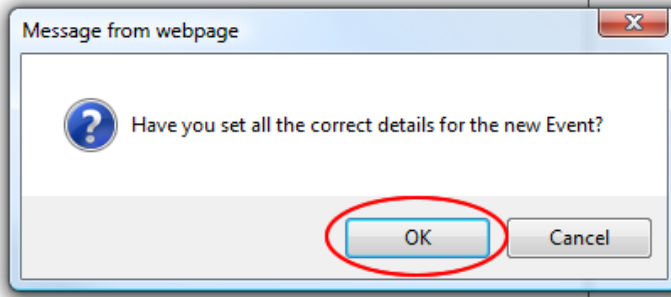 Message from webpage
Have you set all the correct details for the new Event?
OK Cancel